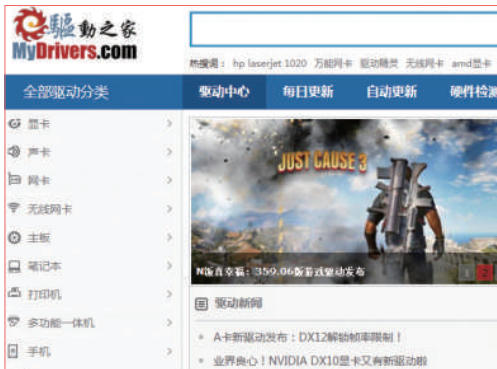 驅動之家
MyDrivers.com
热搜词： hp laserjet 1020 万能网卡 驱动精灵 无线网卡 amd显卡
全部驱动分类
驱动中心 每日更新 自动更新 硬件检测
显卡
声卡
网卡
无线网卡
主板
笔记本
打印机
多功能一体机
手机
JUST CAUSE 3
N饭真幸福：359.06版游戏驱动发布
1 2
驱动新闻
A卡新驱动发布：DX12解锁帧率限制！
业界良心！NVIDIA DX10显卡又有新驱动啦